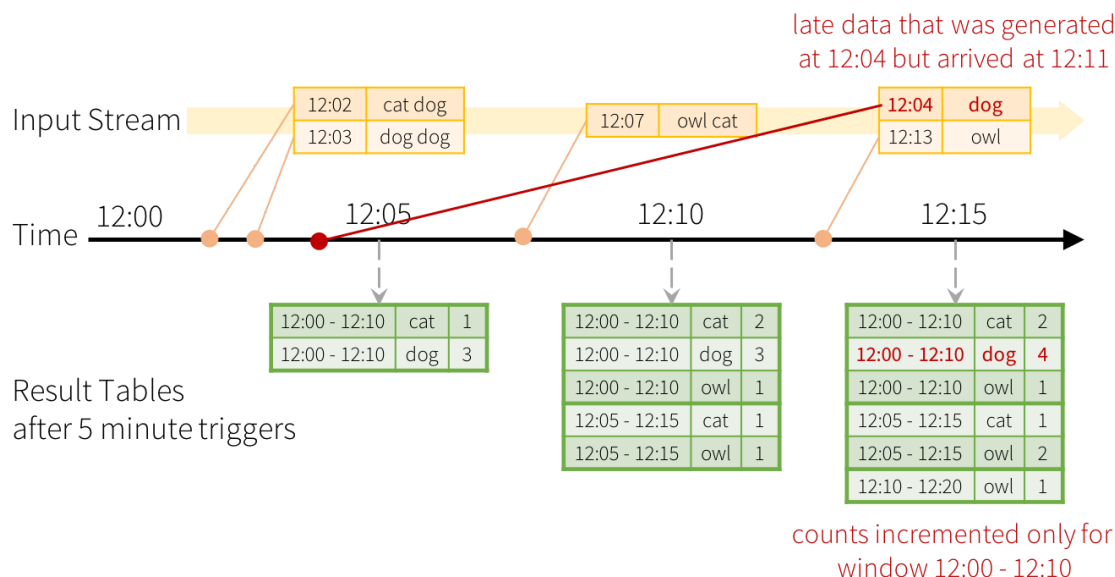 late data that was generated
at 12:04 but arrived at 12:11
Input Stream
12:02 cat dog
12:03 dog dog
12:07 owl cat
12:04 dog
12:13 owl
Time
12:00 12:05 12:10 12:15
Result Tables
after 5 minute triggers
12:00 - 12:10 cat 1
12:00 - 12:10 dog 3
12:00 - 12:10 cat 2
12:00 - 12:10 dog 3
12:00 - 12:10 owl 1
12:05 - 12:15 cat 1
12:05 - 12:15 owl 1
12:00 - 12:10 cat 2
12:00 - 12:10 dog 4
12:00 - 12:10 owl 1
12:05 - 12:15 cat 1
12:05 - 12:15 owl 2
12:10 - 12:20 owl 1
counts incremented only for
window 12:00 - 12:10